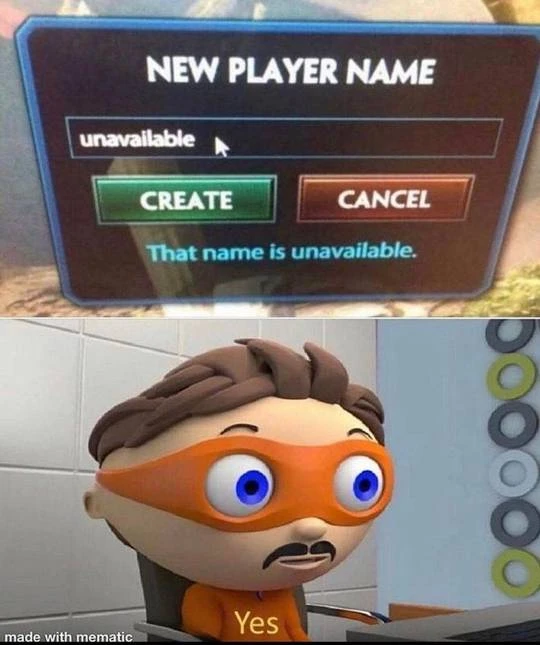 NEW PLAYER NAME
unavailable
CREATE
CANCEL
That name is unavailable.
Yes
made with mematic